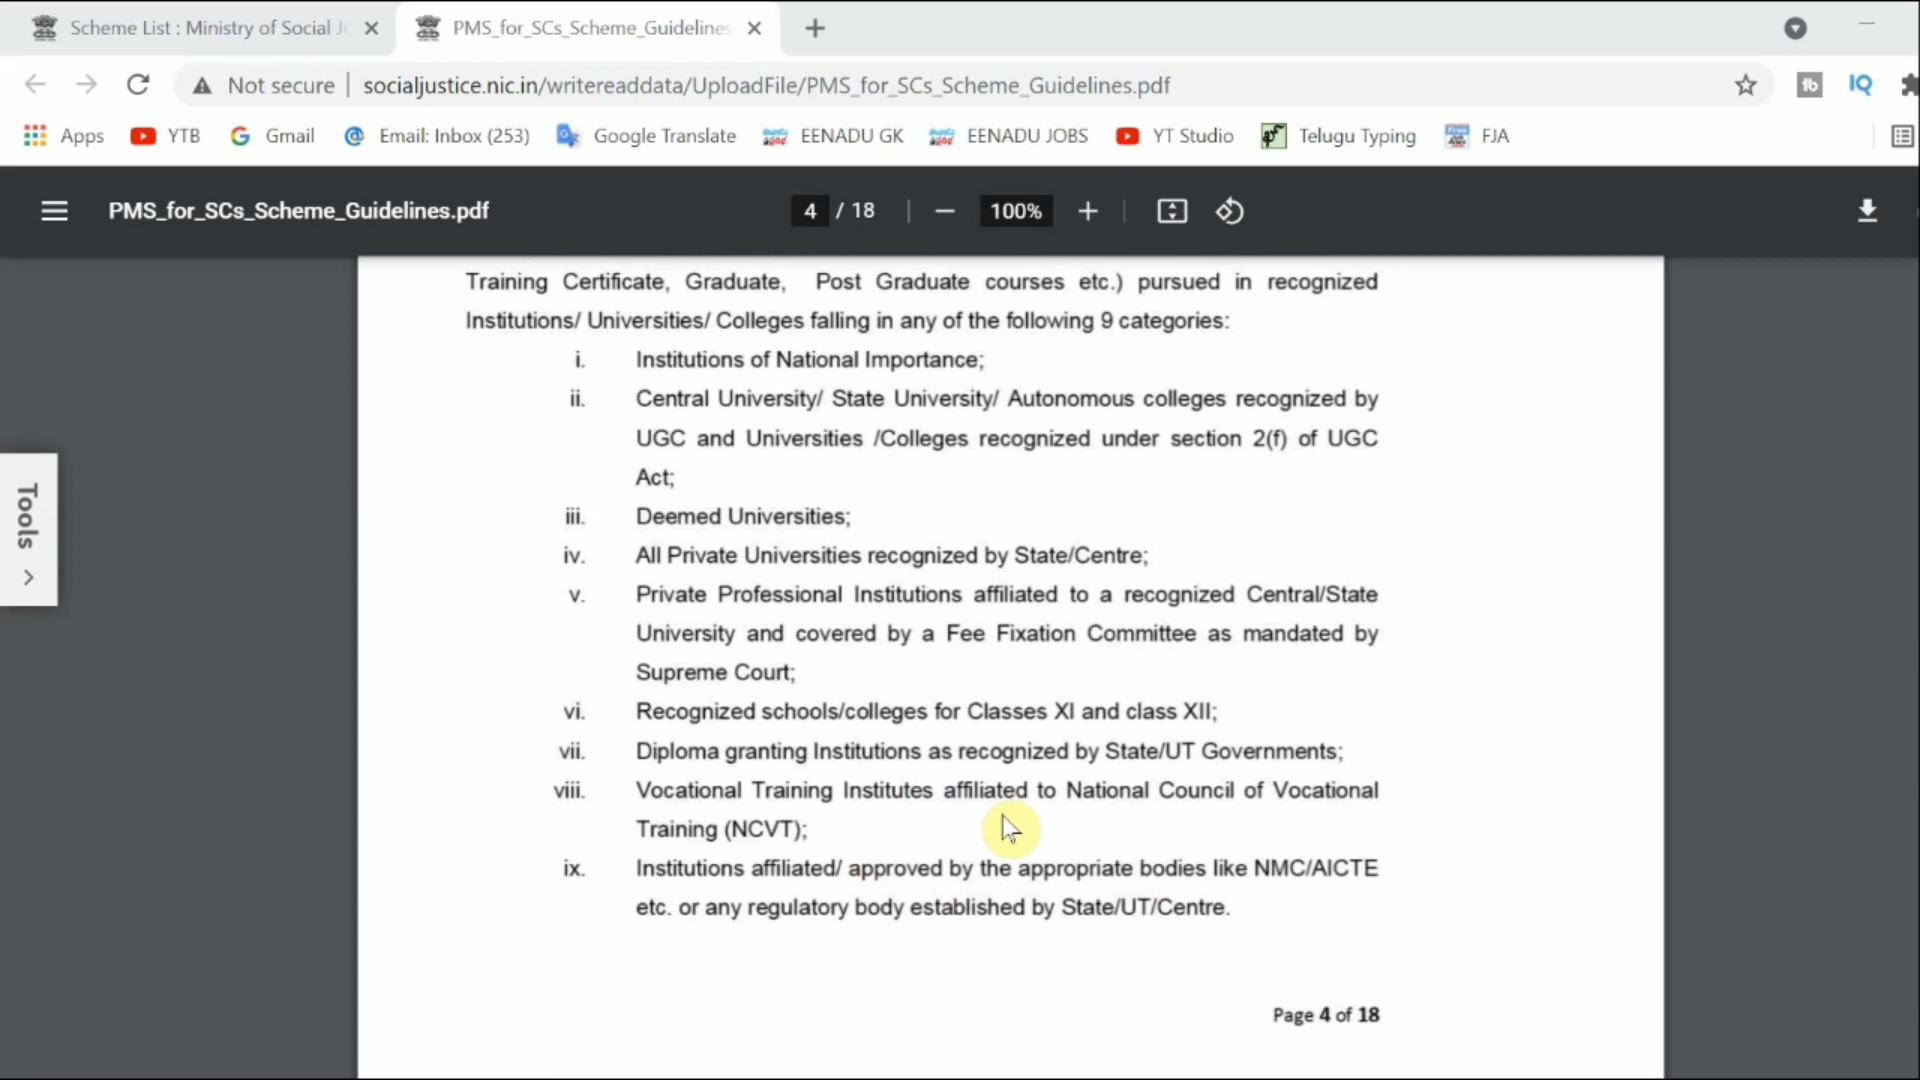 Scheme List : Ministry of Social J
PMS_for_SCs_Scheme_Guidelines
Not secure
socialjustice.nic.in/writereaddata/UploadFile/PMS_for_SCs_Scheme_Guidelines.pdf
tb
IQ
Apps
YTB
Gmail
Email: Inbox (253)
Google Translate
EENADU GK
EENADU JOBS
YT Studio
Telugu Typing
FJA
PMS_for_SCs_Scheme_Guidelines.pdf
4 / 18
100%
Tools
Training Certificate, Graduate, Post Graduate courses etc.) pursued in recognized
Institutions/ Universities/ Colleges falling in any of the following 9 categories:
i. Institutions of National Importance;
ii. Central University/ State University/ Autonomous colleges recognized by
UGC and Universities /Colleges recognized under section 2(f) of UGC
Act;
iii. Deemed Universities;
iv. All Private Universities recognized by State/Centre;
v. Private Professional Institutions affiliated to a recognized Central/State
University and covered by a Fee Fixation Committee as mandated by
Supreme Court;
vi. Recognized schools/colleges for Classes XI and class XII;
vii. Diploma granting Institutions as recognized by State/UT Governments;
viii. Vocational Training Institutes affiliated to National Council of Vocational
Training (NCVT);
ix. Institutions affiliated/ approved by the appropriate bodies like NMC/AICTE
etc. or any regulatory body established by State/UT/Centre.
Page 4 of 18